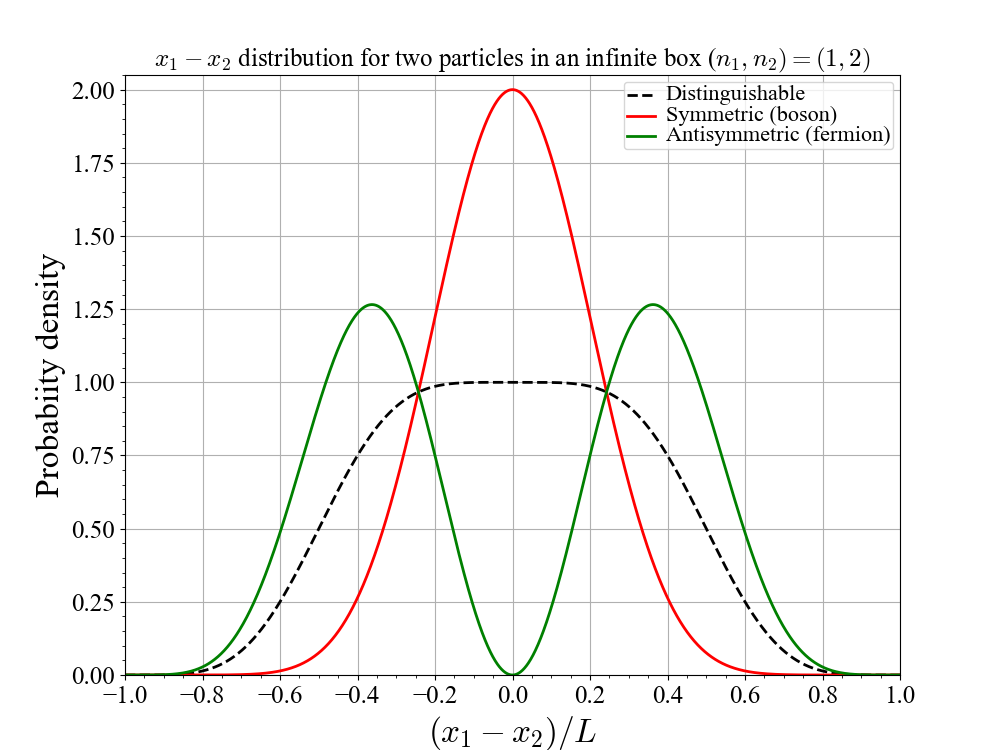 x₁ − x₂ distribution for two particles in an infinite box (n₁, n₂) = (1, 2)
Distinguishable
Symmetric (boson)
Antisymmetric (fermion)
Probabiity density
2.00
1.75
1.50
1.25
1.00
0.75
0.50
0.25
0.00
−1.0 −0.8 −0.6 −0.4 −0.2 0.0 0.2 0.4 0.6 0.8 1.0
(x₁ − x₂)/L